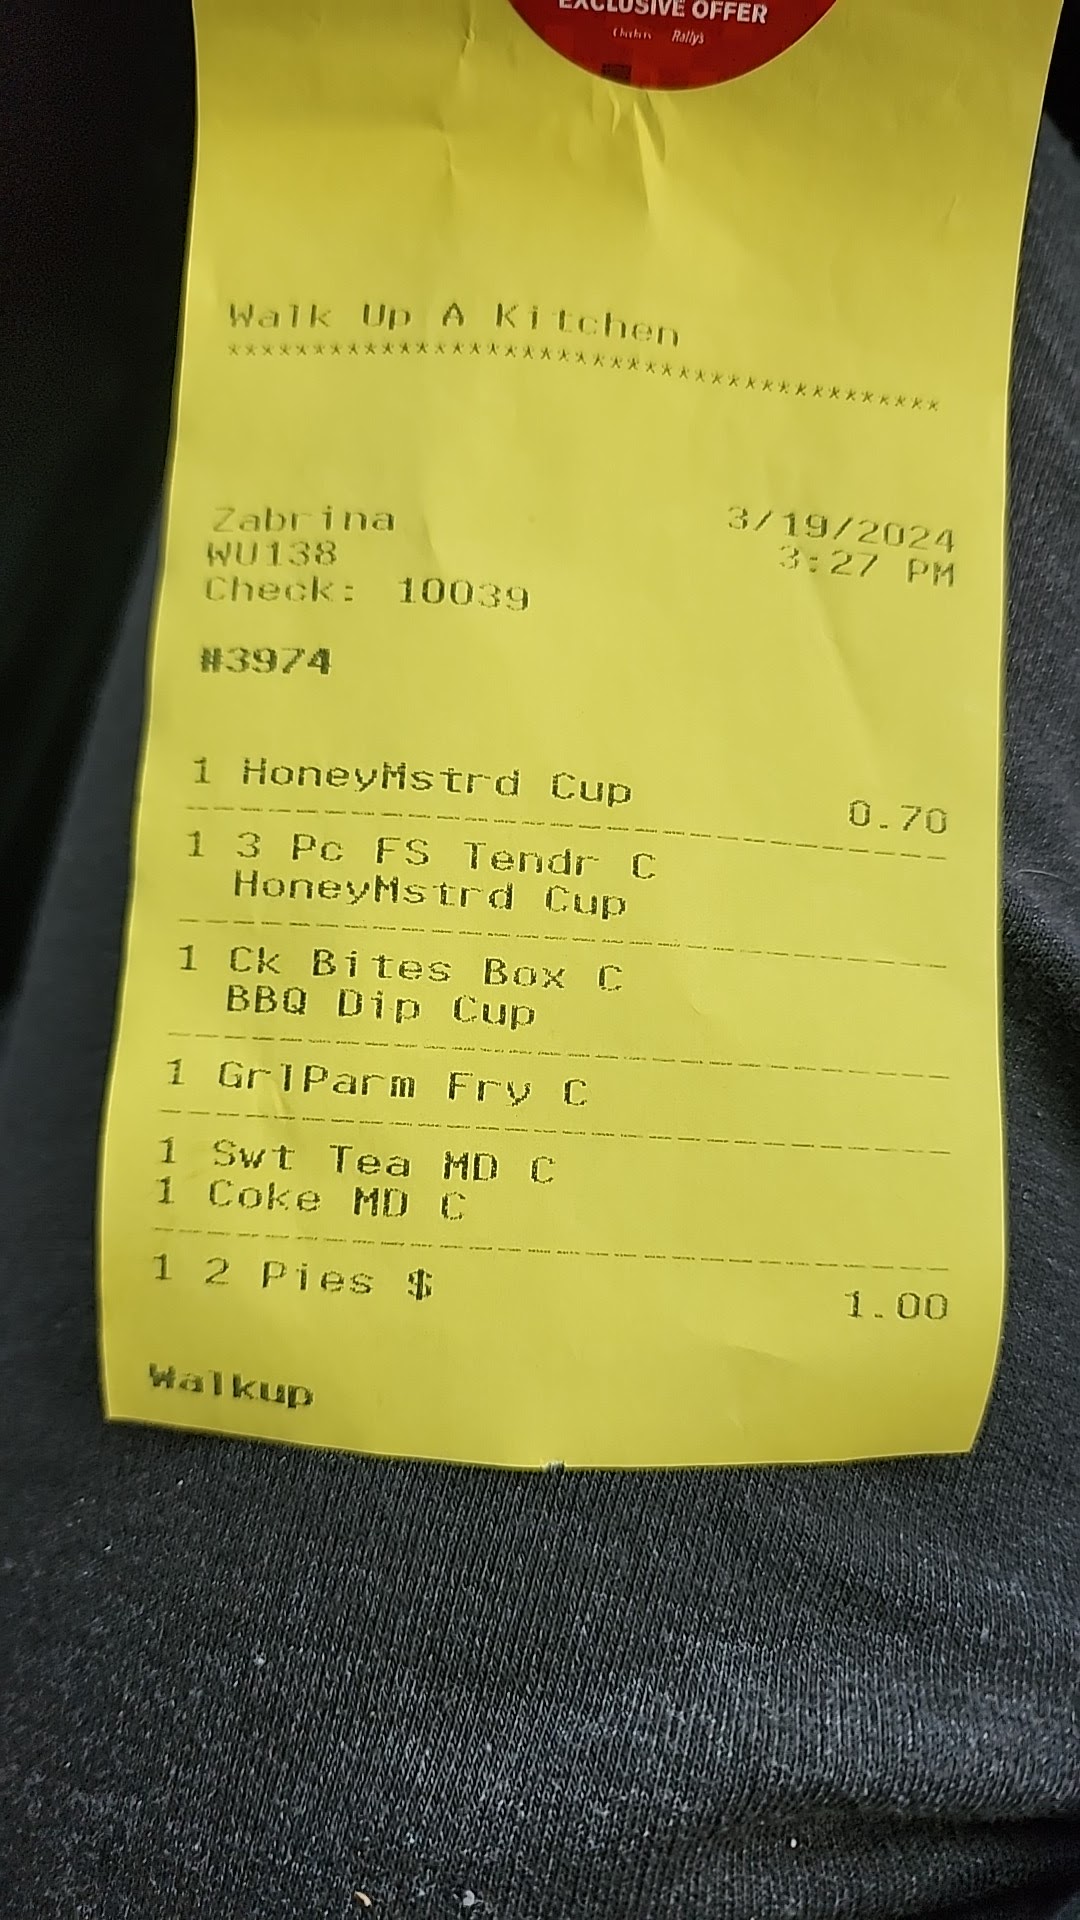 EXCLUSIVE OFFER
Checkers Rally's
Walk Up A Kitchen
******************************************
Zabrina 3/19/2024
WU138 3:27 PM
Check: 10039
#3974
1 HoneyMstrd Cup 0.70
1 3 Pc FS Tendr C
HoneyMstrd Cup
1 Ck Bites Box C
BBQ Dip Cup
1 GrlParm Fry C
1 Swt Tea MD C
1 Coke MD C
1 2 Pies $ 1.00
Walkup